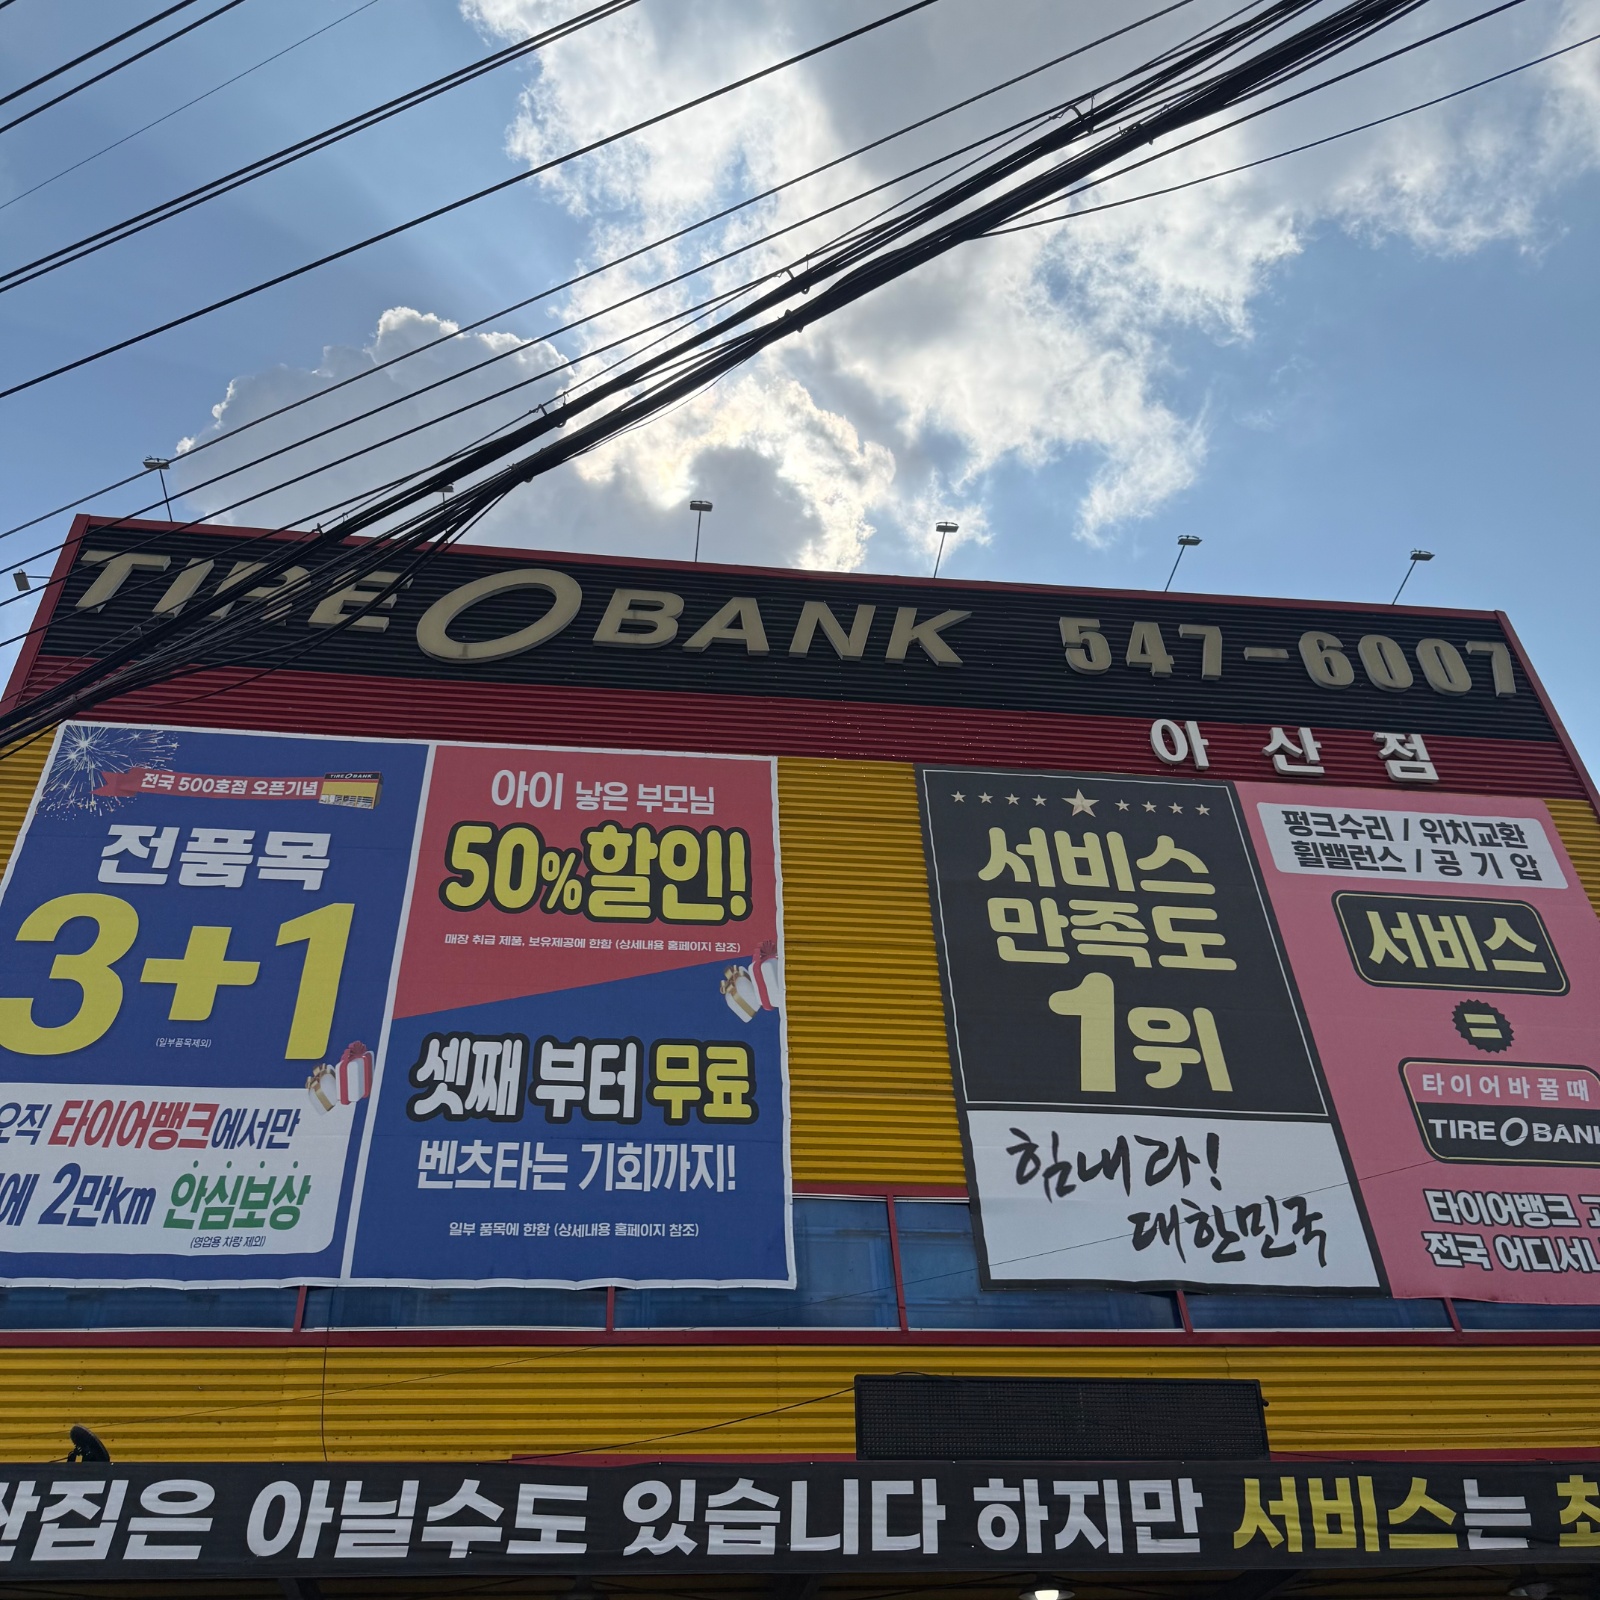 TIRE BANK 547-6007
아산점
전국 500호점 오픈기념
TIRE BANK
전품목
3+1
(일부품목제외)
오직 타이어뱅크에서만
에 2만km 안심보상
(영업용 차량 제외)
아이 낳은 부모님
50%할인!
매장 취급 제품, 보유제공에 한함 (상세내용 홈페이지 참조)
셋째 부터 무료
벤츠타는 기회까지!
일부 품목에 한함 (상세내용 홈페이지 참조)
서비스
만족도
1위
힘내라!
대한민국
펑크수리 / 위치교환
휠밸런스 / 공기압
서비스
=
타이어바꿀때
TIRE BANK
타이어뱅크
전국 어디서
집은 아닐수도 있습니다 하지만 서비스는